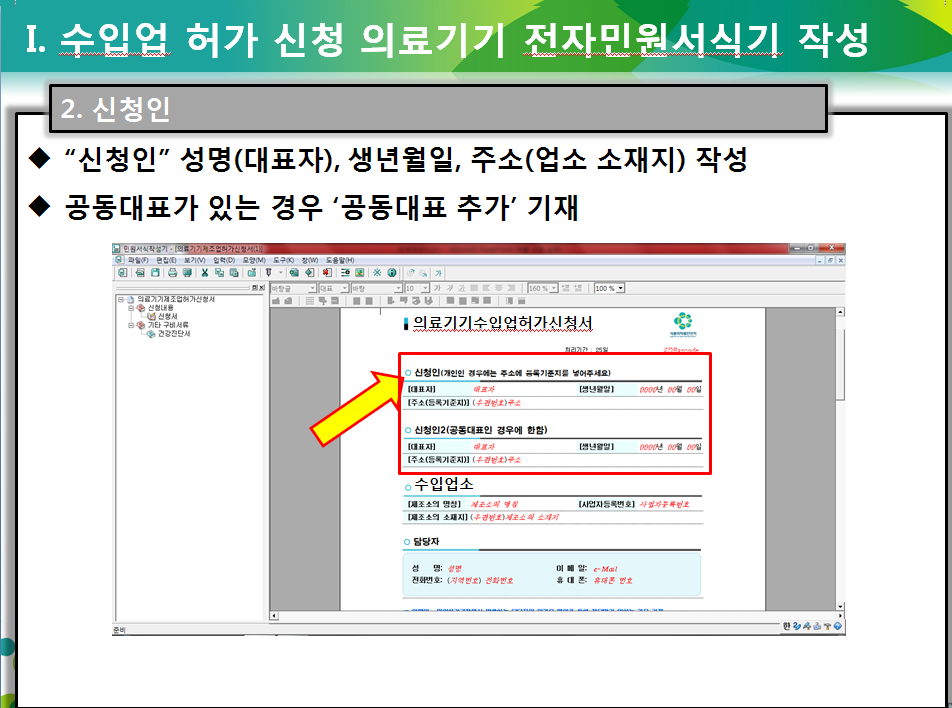 I. 수입업 허가 신청 의료기기 전자민원서식기 작성
2. 신청인
◆ “신청인” 성명(대표자), 생년월일, 주소(업소 소재지) 작성
◆ 공동대표가 있는 경우 ‘공동대표 추가’ 기재
민원서식작성기 - [의료기기제조업허가신청서(1)]
파일(F) 편집(E) 보기(V) 입력(D) 모양(M) 도구(K) 창(W) 도움말(H)
바탕글 대표 바탕 10 가 가 가 160 % 100 %
의료기기제조업허가신청서
신청내용
신청서
기타 구비서류
건강진단서
의료기기수입업허가신청서
처리기간 : 25일
2DBarcode
신청인(개인인 경우에는 주소에 등록기준지를 넣어주세요)
[대표자] 대표자 [생년월일] 0000년 00월 00일
[주소(등록기준지)] (우편번호)주소
신청인2(공동대표인 경우에 한함)
[대표자] 대표자 [생년월일] 0000년 00월 00일
[주소(등록기준지)] (우편번호)주소
수입업소
[제조소의 명칭] 제조소의 명칭 [사업자등록번호] 사업자등록번호
[제조소의 소재지] (우편번호)제조소의 소재지
담당자
성 명: 성명 이 메 일: e-Mail
전화번호: (지역번호) 전화번호 휴 대 폰: 휴대폰 번호
준비
한